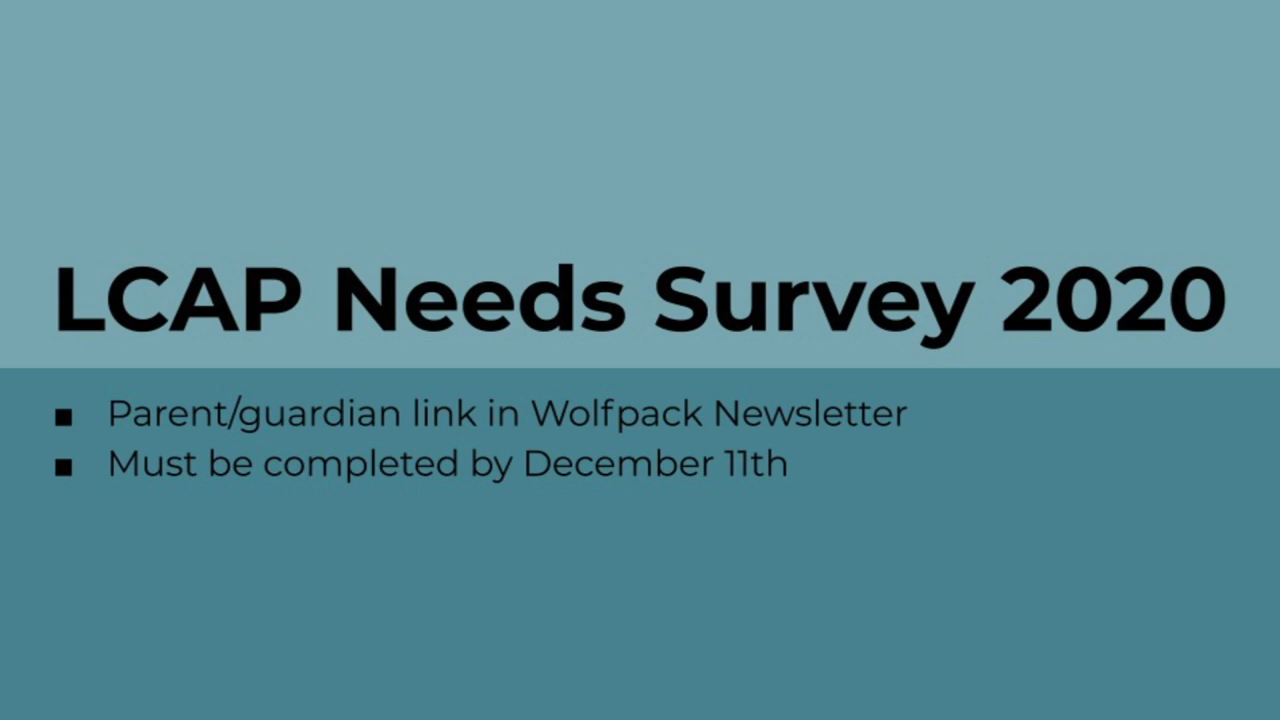 LCAP Needs Survey 2020
▪ Parent/guardian link in Wolfpack Newsletter
▪ Must be completed by December 11th